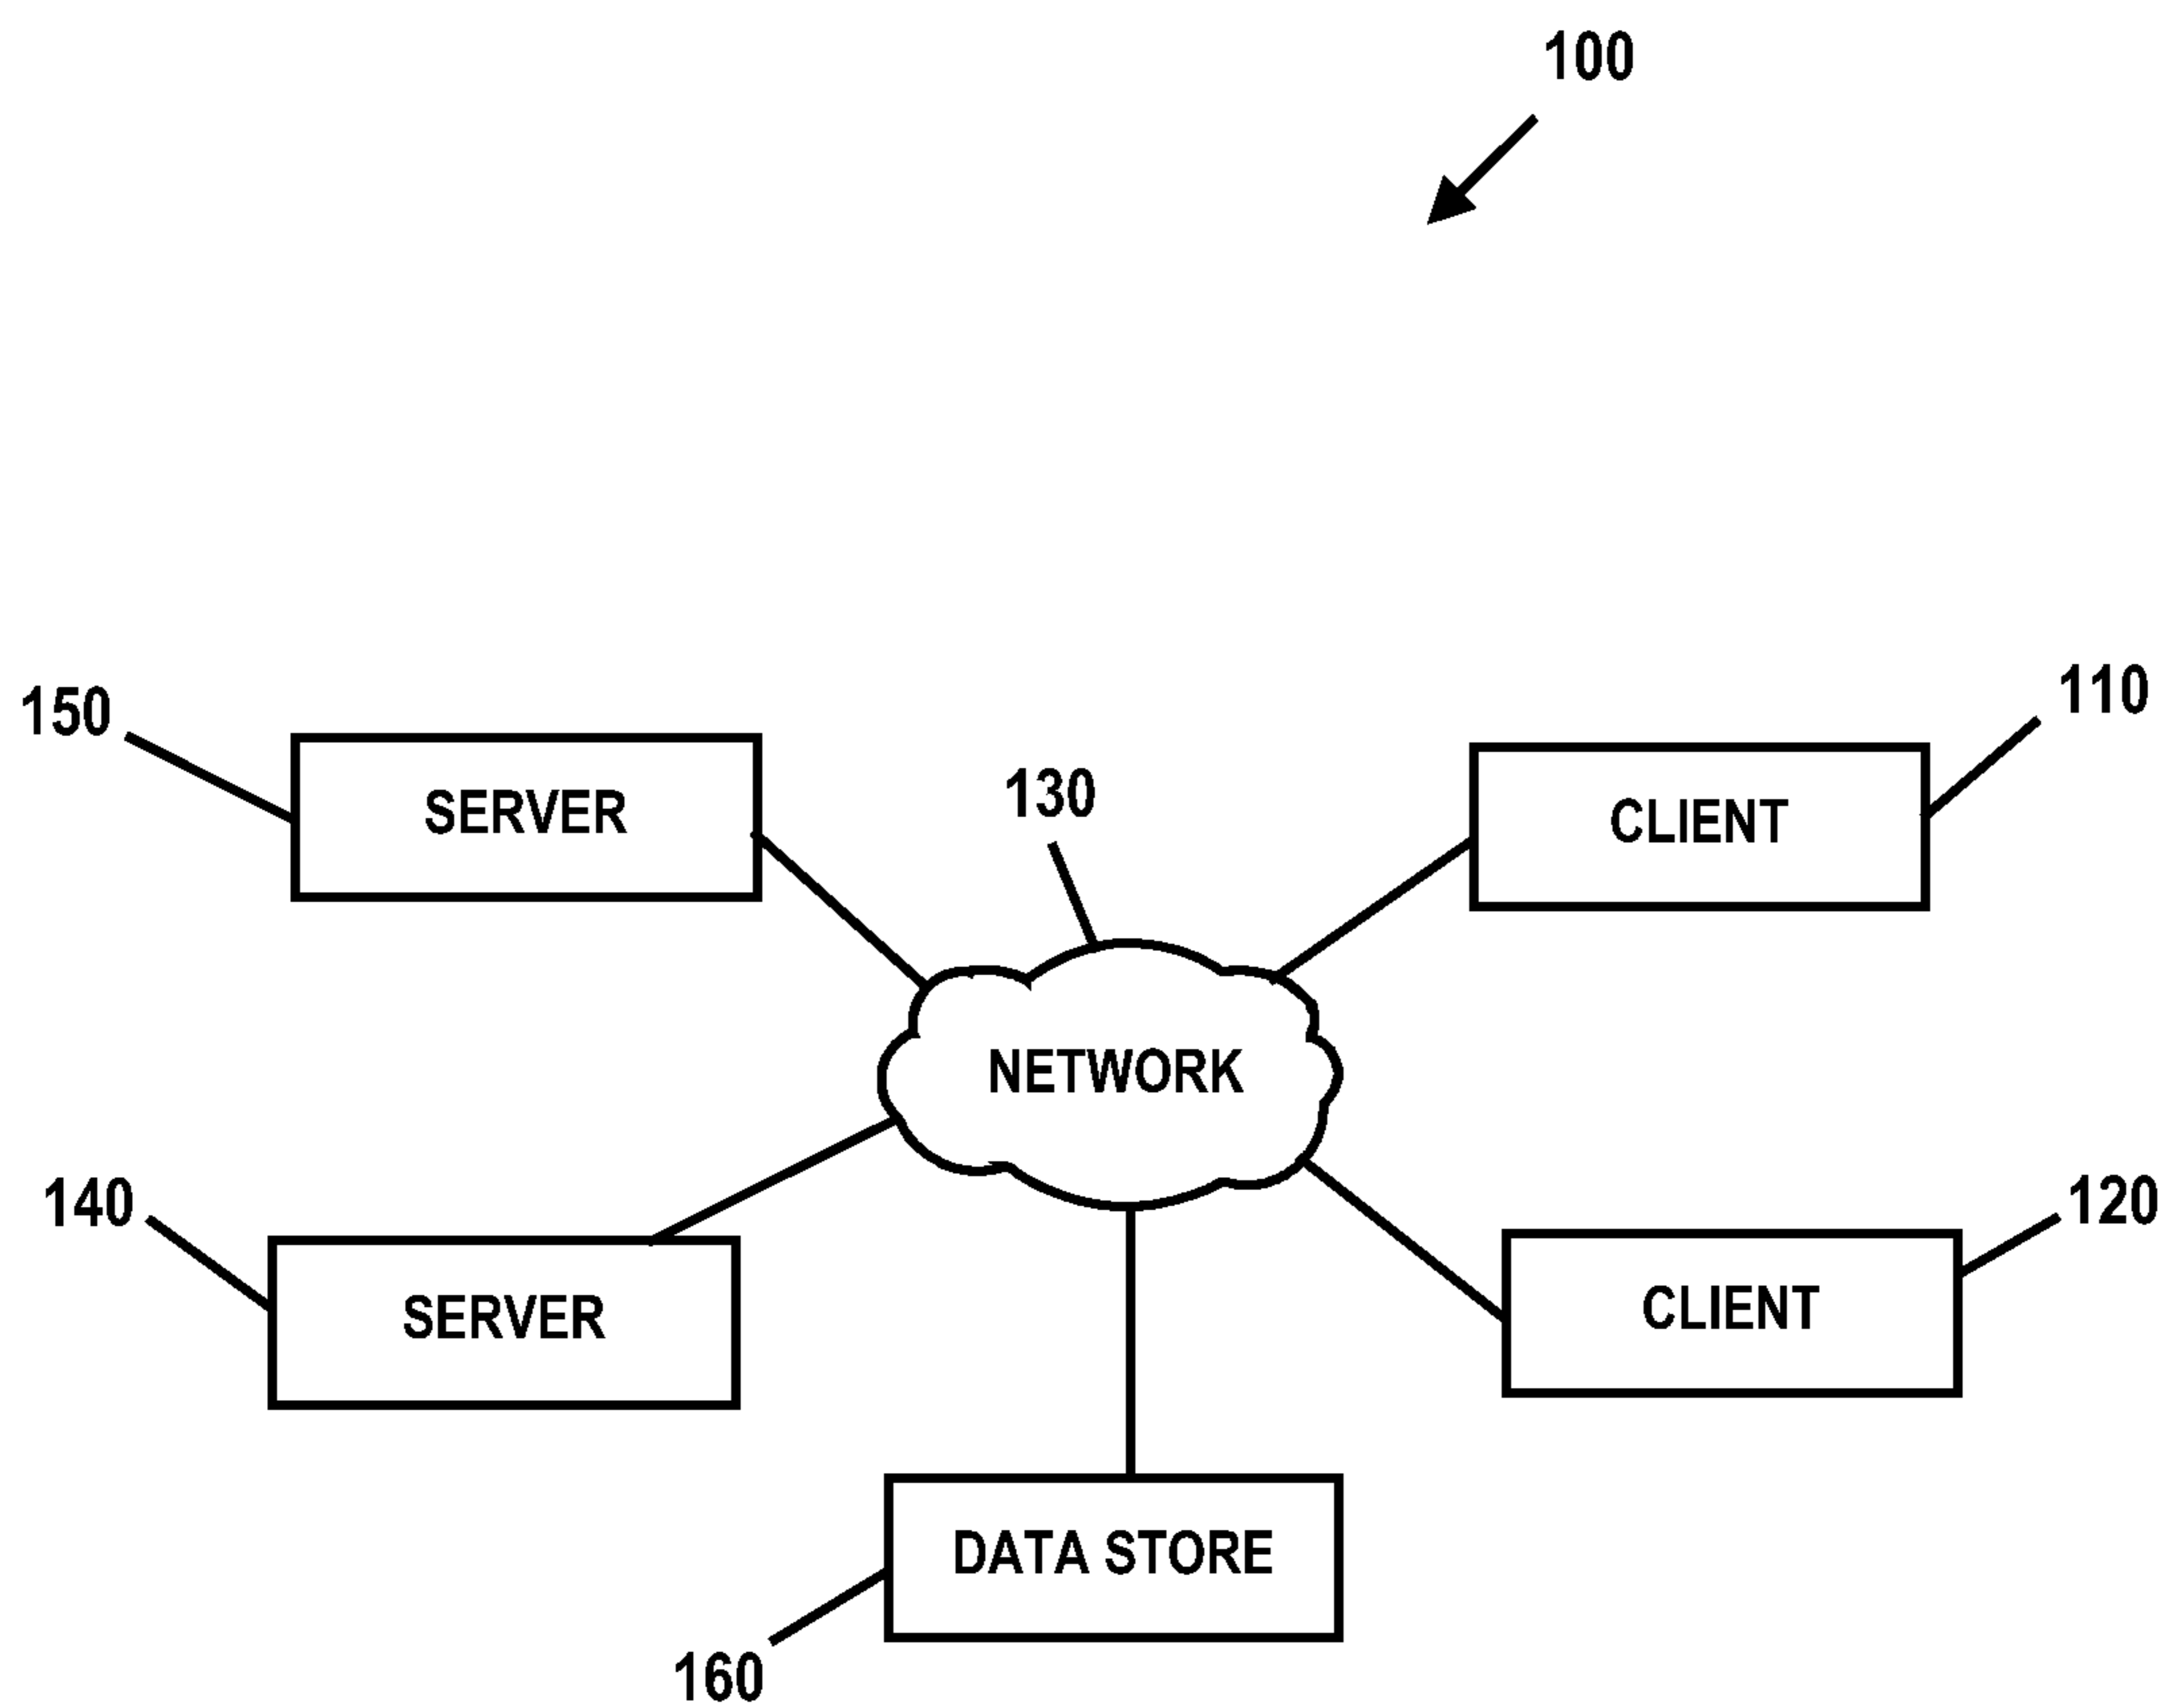 100
110
150
130
SERVER
CLIENT
NETWORK
140
120
SERVER
CLIENT
DATA STORE
160